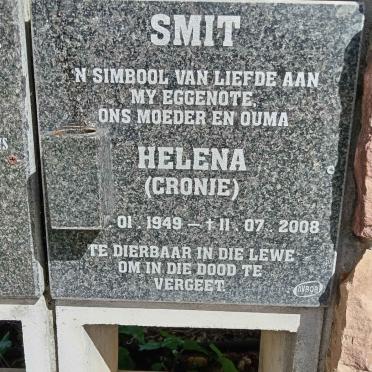 SMIT
'N SIMBOOL VAN LIEFDE AAN
MY EGGENOTE,
ONS MOEDER EN OUMA
HELENA
(CRONJE)
01 . 1949 – † 11 . 07 . 2008
TE DIERBAAR IN DIE LEWE
OM IN DIE DOOD TE
VERGEET